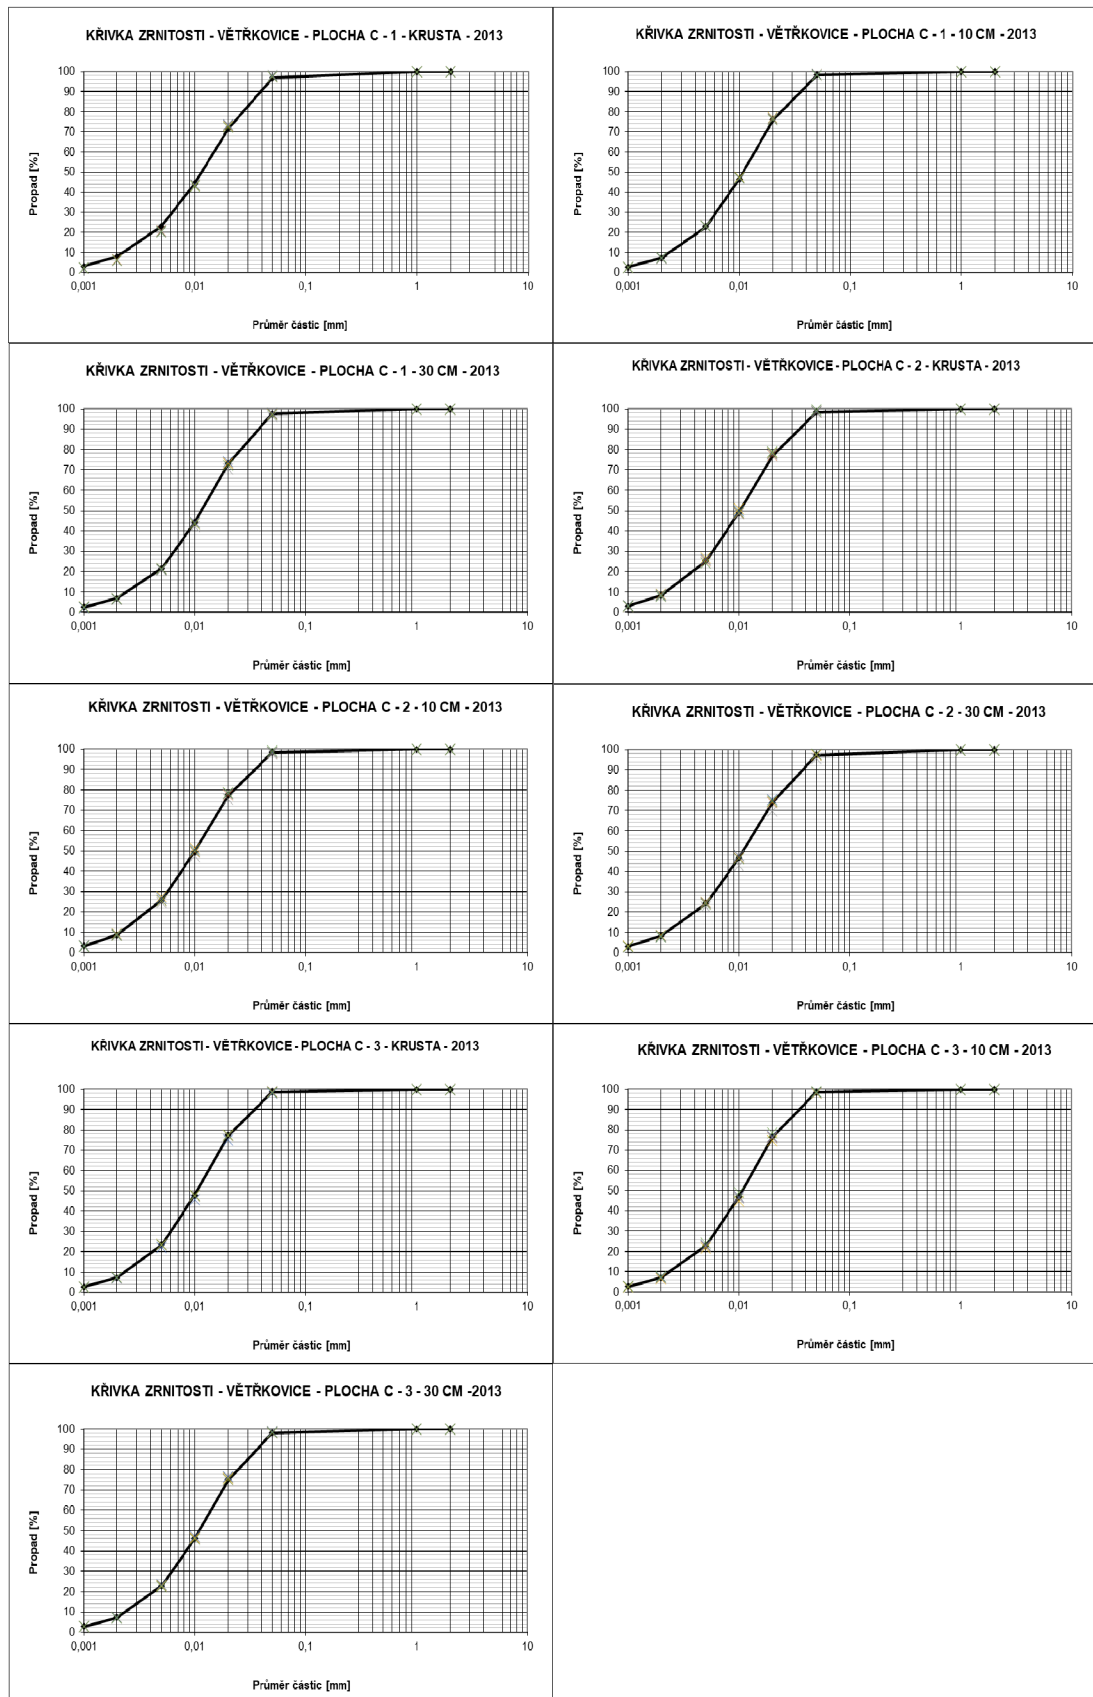 KŘIVKA ZRNITOSTI - VĚTŘKOVICE - PLOCHA C - 1 - KRUSTA - 2013
100
90
80
70
60
50
40
30
20
10
0
Propad [%]
0,001 0,01 0,1 1 10
Průměr částic [mm]
KŘIVKA ZRNITOSTI - VĚTŘKOVICE - PLOCHA C - 1 - 10 CM - 2013
100
90
80
70
60
50
40
30
20
10
0
Propad [%]
0,001 0,01 0,1 1 10
Průměr částic [mm]
KŘIVKA ZRNITOSTI - VĚTŘKOVICE - PLOCHA C - 1 - 30 CM - 2013
100
90
80
70
60
50
40
30
20
10
0
Propad [%]
0,001 0,01 0,1 1 10
Průměr částic [mm]
KŘIVKA ZRNITOSTI - VĚTŘKOVICE- PLOCHA C - 2 - KRUSTA - 2013
100
90
80
70
60
50
40
30
20
10
0
Propad [%]
0,001 0,01 0,1 1 10
Průměr částic [mm]
KŘIVKA ZRNITOSTI - VĚTŘKOVICE - PLOCHA C - 2 - 10 CM - 2013
100
90
80
70
60
50
40
30
20
10
0
Propad [%]
0,001 0,01 0,1 1 10
Průměr částic [mm]
KŘIVKA ZRNITOSTI - VĚTŘKOVICE - PLOCHA C - 2 - 30 CM - 2013
100
90
80
70
60
50
40
30
20
10
0
Propad [%]
0,001 0,01 0,1 1 10
Průměr částic [mm]
KŘIVKA ZRNITOSTI - VĚTŘKOVICE - PLOCHA C - 3 - KRUSTA - 2013
100
90
80
70
60
50
40
30
20
10
0
Propad [%]
0,001 0,01 0,1 1 10
Průměr částic [mm]
KŘIVKA ZRNITOSTI - VĚTŘKOVICE - PLOCHA C - 3 - 10 CM - 2013
100
90
80
70
60
50
40
30
20
10
0
Propad [%]
0,001 0,01 0,1 1 10
Průměr částic [mm]
KŘIVKA ZRNITOSTI - VĚTŘKOVICE - PLOCHA C - 3 - 30 CM -2013
100
90
80
70
60
50
40
30
20
10
0
Propad [%]
0,001 0,01 0,1 1 10
Průměr částic [mm]